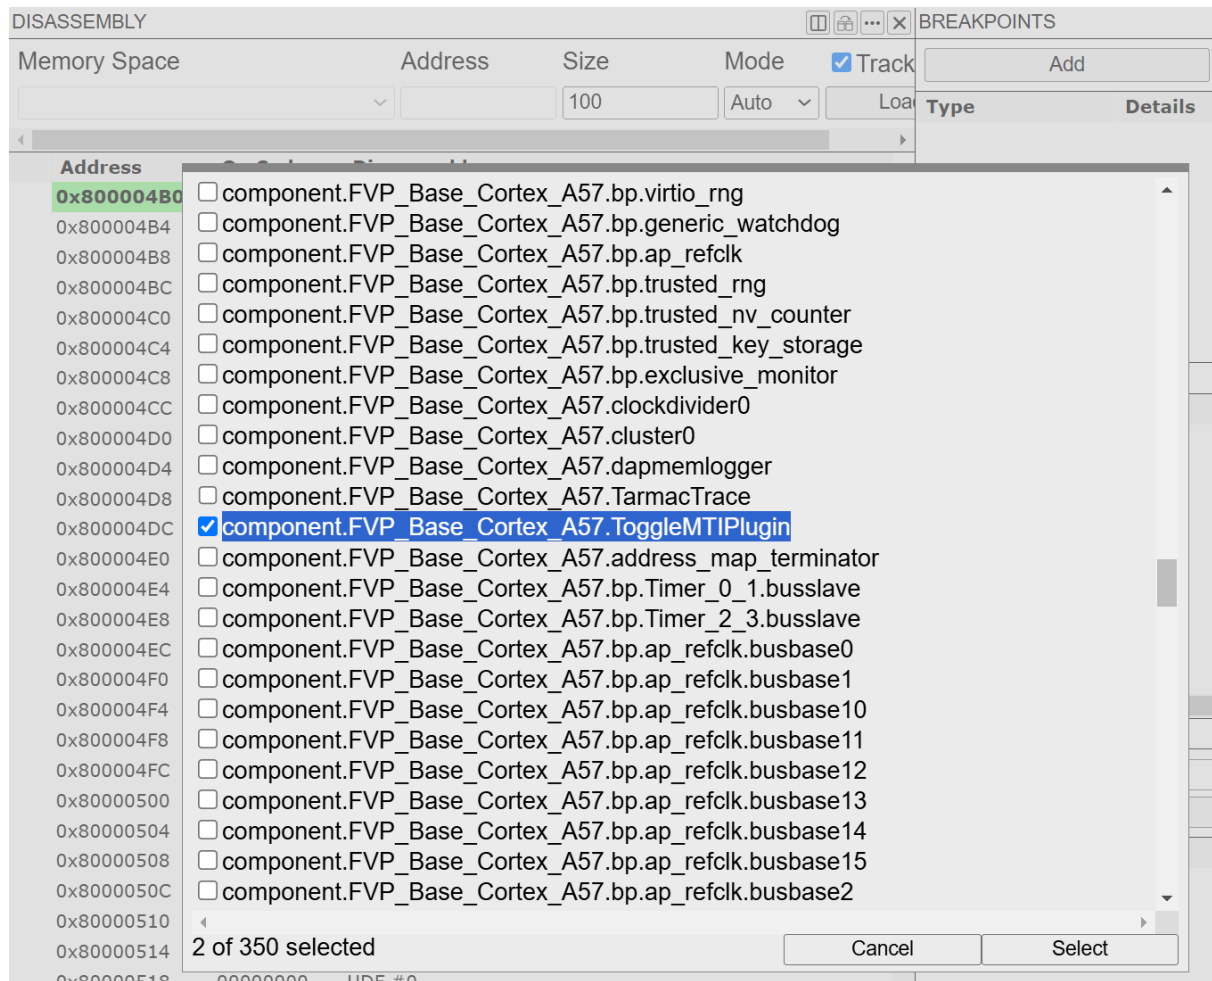 DISASSEMBLY
BREAKPOINTS
Memory Space
Address
Size
Mode
Track
Add
100
Auto
Type
Details
Address
0x800004B0
0x800004B4
0x800004B8
0x800004BC
0x800004C0
0x800004C4
0x800004C8
0x800004CC
0x800004D0
0x800004D4
0x800004D8
0x800004DC
0x800004E0
0x800004E4
0x800004E8
0x800004EC
0x800004F0
0x800004F4
0x800004F8
0x800004FC
0x80000500
0x80000504
0x80000508
0x8000050C
0x80000510
0x80000514
0x80000518 00000000 UDF #0
component.FVP_Base_Cortex_A57.bp.virtio_rng
component.FVP_Base_Cortex_A57.bp.generic_watchdog
component.FVP_Base_Cortex_A57.bp.ap_refclk
component.FVP_Base_Cortex_A57.bp.trusted_rng
component.FVP_Base_Cortex_A57.bp.trusted_nv_counter
component.FVP_Base_Cortex_A57.bp.trusted_key_storage
component.FVP_Base_Cortex_A57.bp.exclusive_monitor
component.FVP_Base_Cortex_A57.clockdivider0
component.FVP_Base_Cortex_A57.cluster0
component.FVP_Base_Cortex_A57.dapmemlogger
component.FVP_Base_Cortex_A57.TarmacTrace
component.FVP_Base_Cortex_A57.ToggleMTIPlugin
component.FVP_Base_Cortex_A57.address_map_terminator
component.FVP_Base_Cortex_A57.bp.Timer_0_1.busslave
component.FVP_Base_Cortex_A57.bp.Timer_2_3.busslave
component.FVP_Base_Cortex_A57.bp.ap_refclk.busbase0
component.FVP_Base_Cortex_A57.bp.ap_refclk.busbase1
component.FVP_Base_Cortex_A57.bp.ap_refclk.busbase10
component.FVP_Base_Cortex_A57.bp.ap_refclk.busbase11
component.FVP_Base_Cortex_A57.bp.ap_refclk.busbase12
component.FVP_Base_Cortex_A57.bp.ap_refclk.busbase13
component.FVP_Base_Cortex_A57.bp.ap_refclk.busbase14
component.FVP_Base_Cortex_A57.bp.ap_refclk.busbase15
component.FVP_Base_Cortex_A57.bp.ap_refclk.busbase2
2 of 350 selected
Cancel
Select